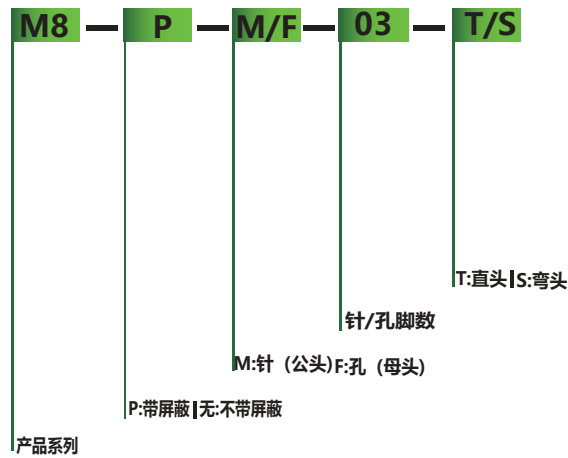 M8 — P — M/F — 03 — T/S
T:直头|S:弯头
针/孔脚数
M:针（公头）F:孔（母头）
P:带屏蔽|无:不带屏蔽
产品系列